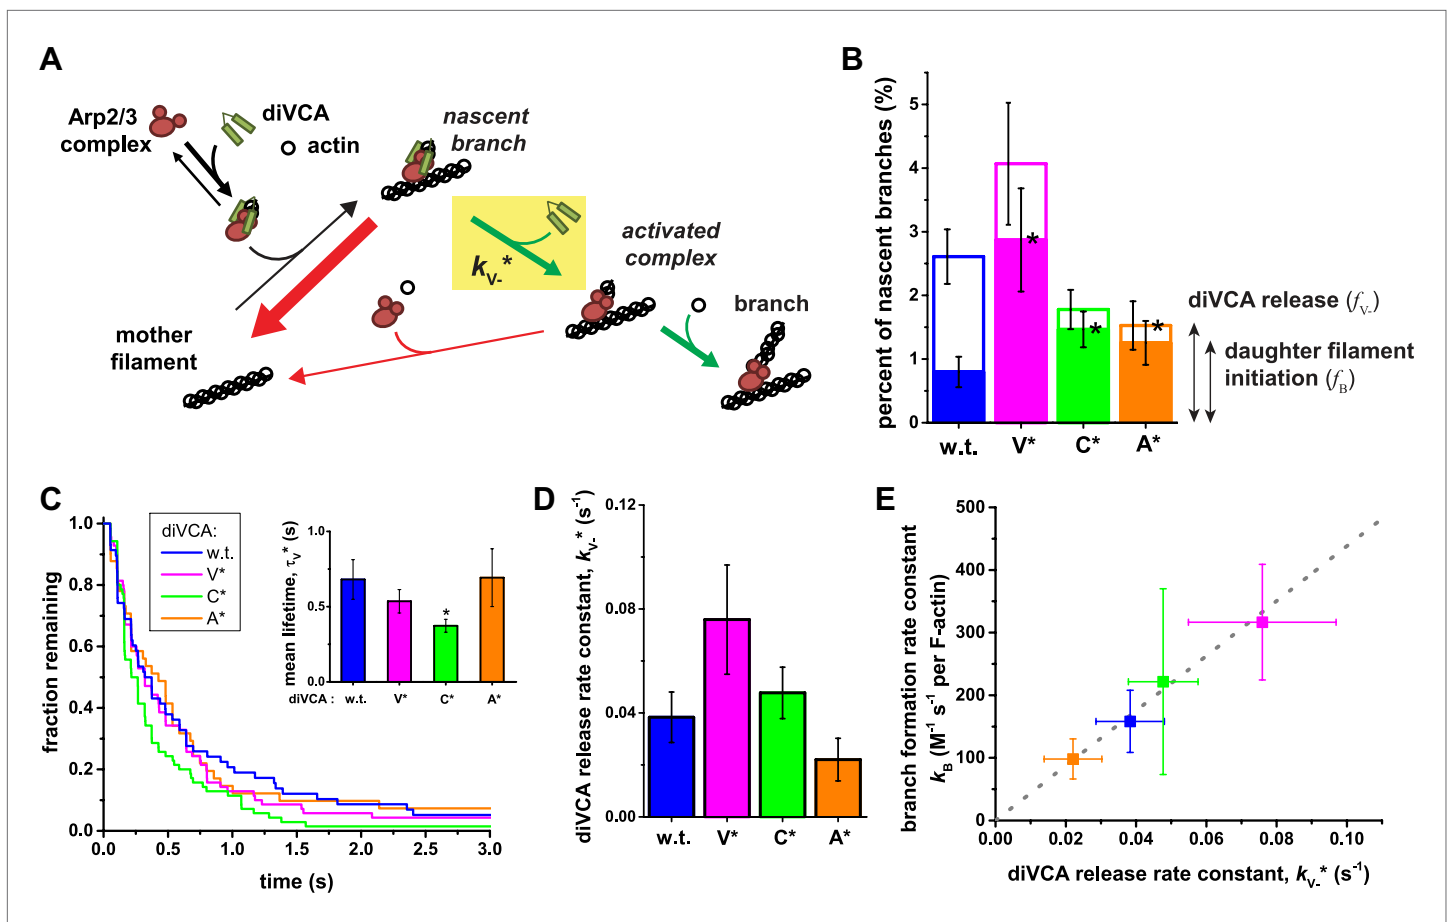 A
Arp2/3
complex
diVCA
actin
nascent
branch
kV-*
activated
complex
branch
mother
filament
B
percent of nascent branches (%)
5
4
3
2
1
0
w.t.
V*
C*
A*
*
*
*
diVCA release (fV-)
daughter filament
initiation (fB)
C
fraction remaining
1.0
0.8
0.6
0.4
0.2
0.0
0.0 0.5 1.0 1.5 2.0 2.5 3.0
time (s)
diVCA:
w.t.
V*
C*
A*
mean lifetime, τV* (s)
1.0
0.5
0.0
*
diVCA : w.t. V* C* A*
D
diVCA release rate constant, kV-* (s-1)
0.12
0.08
0.04
0.00
w.t. V* C* A*
E
branch formation rate constant
kB (M-1 s-1 per F-actin)
500
400
300
200
100
0
0.00 0.02 0.04 0.06 0.08 0.10
diVCA release rate constant, kV-* (s-1)